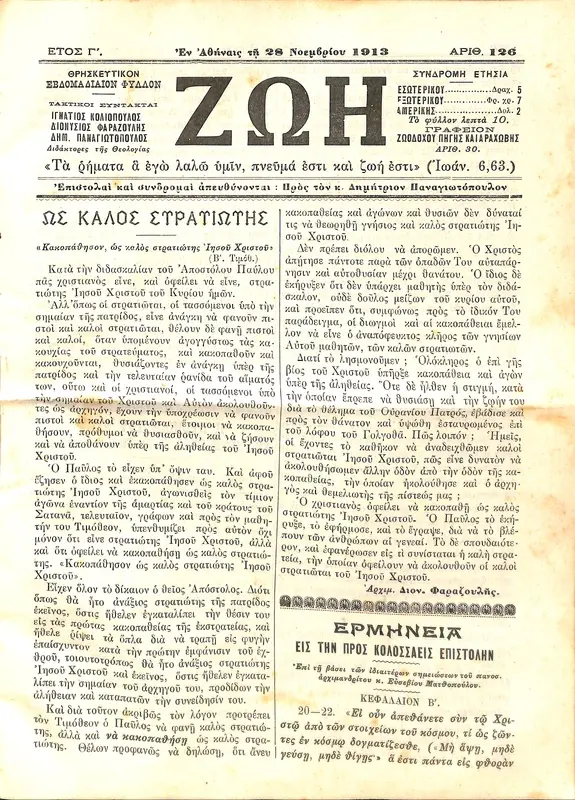 ΕΤΟΣ Γ'.
Ἐν Ἀθήναις τῇ 28 Νοεμβρίου 1913
ΑΡΙΘ. 126
ΘΡΗΣΚΕΥΤΙΚΟΝ
ΕΒΔΟΜΑΔΙΑΙΟΝ ΦΥΛΛΟΝ
ΤΑΚΤΙΚΟΙ ΣΥΝΤΑΚΤΑΙ
ΙΓΝΑΤΙΟΣ ΚΟΛΙΟΠΟΥΛΟΣ
ΔΙΟΝΥΣΙΟΣ ΦΑΡΑΖΟΥΛΗΣ
ΔΗΜ. ΠΑΝΑΓΙΩΤΟΠΟΥΛΟΣ
Διδάκτορες τῆς Θεολογίας
ΖΩΗ
ΣΥΝΔΡΟΜΗ ΕΤΗΣΙΑ
ΕΣΩΤΕΡΙΚΟΥ Δραχ. 5
ΕΞΩΤΕΡΙΚΟΥ Φρ. χρ. 7
ΑΜΕΡΙΚΗΣ Δολ. 2
Τὸ φύλλον λεπτὰ 10.
ΓΡΑΦΕΙΟΝ
ΖΩΟΔΟΧΟΥ ΠΗΓΗΣ ΚΑΙ ΑΡΑΧΩΒΗΣ
ΑΡΙΘ. 30.
«Τὰ ῥήματα ἃ ἐγὼ λαλῶ ὑμῖν, πνεῦμά ἐστι καὶ ζωή ἐστι» (Ἰωάν. 6,63.)
Ἐπιστολαὶ καὶ συνδρομαὶ ἀπευθύνονται : Πρὸς τὸν κ. Δημήτριον Παναγιωτόπουλον
ΩΣ ΚΑΛΟΣ ΣΤΡΑΤΙΩΤΗΣ
«Κακοπάθησον, ὡς καλὸς στρατιώτης Ἰησοῦ Χριστοῦ»
(Β'. Τιμόθ.)
Κατὰ τὴν διδασκαλίαν τοῦ Ἀποστόλου Παύλου
πᾶς χριστιανὸς εἶνε, καὶ ὀφείλει νὰ εἶνε, στρα-
τιώτης Ἰησοῦ Χριστοῦ τοῦ Κυρίου ἡμῶν.
Ἀλλ' ὅπως οἱ στρατιῶται, οἱ τασσόμενοι ὑπὸ τὴν
σημαίαν τῆς πατρίδος, εἶνε ἀνάγκη νὰ φανοῦν πι-
στοὶ καὶ καλοὶ στρατιῶται, θέλουν δὲ φανῆ πιστοὶ
καὶ καλοί, ὅταν ὑπομένουν ἀγογγύστως τὰς κα-
κουχίας τοῦ στρατεύματος, καὶ κακοπαθοῦν καὶ
κακουχοῦνται, θυσιάζοντες ἐν ἀνάγκῃ ὑπὲρ τῆς
πατρίδος καὶ τὴν τελευταίαν ῥανίδα τοῦ αἵματός
των, οὕτω καὶ οἱ χριστιανοί, οἱ τασσόμενοι ὑπὸ
τὴν σημαίαν τοῦ Χριστοῦ καὶ Αὐτὸν ἀκολουθοῦν-
τες ὡς ἀρχηγόν, ἔχουν τὴν ὑποχρέωσιν νὰ φανοῦν
πιστοὶ καὶ καλοὶ στρατιῶται, ἕτοιμοι νὰ κακοπα-
θήσουν, πρόθυμοι νὰ θυσιασθοῦν, καὶ νὰ ζήσουν
καὶ νὰ ἀποθάνουν ὑπὲρ τῆς ἀληθείας τοῦ Ἰησοῦ
Χριστοῦ.
Ὁ Παῦλος τὸ εἶχεν ὑπ' ὄψιν του. Καὶ ἀφοῦ
ἔζησεν ὁ ἴδιος καὶ ἐκακοπάθησεν ὡς καλὸς στρα-
τιώτης Ἰησοῦ Χριστοῦ, ἀγωνισθεὶς τὸν τίμιον
ἀγῶνα ἐναντίον τῆς ἁμαρτίας καὶ τοῦ κράτους τοῦ
Σατανᾶ, τελευταῖον, γράφων καὶ πρὸς τὸν μαθη-
τήν του Τιμόθεον, ὑπενθυμίζει πρὸς αὐτὸν ὄχι
μόνον ὅτι εἶνε στρατιώτης Ἰησοῦ Χριστοῦ, ἀλλὰ
καὶ ὅτι ὀφείλει νὰ κακοπαθήσῃ ὡς καλὸς στρατιώ-
της. «Κακοπάθησον ὡς καλὸς στρατιώτης Ἰησοῦ
Χριστοῦ».
Εἶχεν ὅλον τὸ δίκαιον ὁ θεῖος Ἀπόστολος. Διότι
ὅπως θὰ ἦτο ἀνάξιος στρατιώτης τῆς πατρίδος
ἐκεῖνος, ὅστις ἤθελεν ἐγκαταλίπει τὴν θέσιν του
εἰς τὰς πρώτας κακοπαθείας τῆς ἐκστρατείας, καὶ
ἤθελε ῥίψει τὰ ὅπλα διὰ νὰ τραπῇ εἰς φυγὴν
ἐπαίσχυντον κατὰ τὴν πρώτην ἐμφάνισιν τοῦ ἐχ-
θροῦ, τοιουτοτρόπως θὰ ἦτο ἀνάξιος στρατιώτης
Ἰησοῦ Χριστοῦ καὶ ἐκεῖνος, ὅστις ἤθελεν ἐγκατα-
λίπει τὴν σημαίαν τοῦ ἀρχηγοῦ του, προδίδων τὴν
ἀλήθειαν καὶ καταπατῶν τὴν συνείδησίν του.
Καὶ διὰ τοῦτον ἀκριβῶς τὸν λόγον προτρέπει
τὸν Τιμόθεον ὁ Παῦλος νὰ φανῇ καλὸς στρατιώ-
της, ἀλλὰ καὶ νὰ κακοπαθήσῃ ὡς καλὸς στρα-
τιώτης. Θέλων προφανῶς νὰ δηλώσῃ, ὅτι ἄνευ
κακοπαθείας καὶ ἀγώνων καὶ θυσιῶν δὲν δύναταί
τις νὰ θεωρηθῇ γνήσιος καὶ καλὸς στρατιώτης Ἰη-
σοῦ Χριστοῦ.
Δὲν πρέπει διόλου νὰ ἀπορῶμεν. Ὁ Χριστὸς
ἀπῄτησε πάντοτε παρὰ τῶν ὀπαδῶν Του αὐταπάρ-
νησιν καὶ αὐτοθυσίαν μέχρι θανάτου. Ὁ ἴδιος δὲ
ἐκήρυξεν ὅτι δὲν ὑπάρχει μαθητὴς ὑπὲρ τὸν διδά-
σκαλον, οὐδὲ δοῦλος μείζων τοῦ κυρίου αὐτοῦ,
καὶ προεῖπεν ὅτι, συμφώνως πρὸς τὸ ἰδικόν Του
παράδειγμα, οἱ διωγμοὶ καὶ αἱ κακοπάθειαι ἔμελ-
λον νὰ εἶνε ὁ ἀναπόφευκτος κλῆρος τῶν γνησίων
Αὐτοῦ μαθητῶν, τῶν καλῶν στρατιωτῶν.
Διατί τὸ λησμονοῦμεν ; Ὁλόκληρος ὁ ἐπὶ γῆς
βίος τοῦ Χριστοῦ ὑπῆρξε κακοπάθεια καὶ ἀγὼν
ὑπὲρ τῆς ἀληθείας. Ὅτε δὲ ἦλθεν ἡ στιγμή, κατὰ
τὴν ὁποίαν ἔπρεπε νὰ θυσιάσῃ καὶ τὴν ζωήν του
διὰ τὸ θέλημα τοῦ Οὐρανίου Πατρός, ἐβάδισε καὶ
πρὸς τὸν θάνατον καὶ ὑψώθη ἐσταυρωμένος ἐπὶ
τοῦ λόφου τοῦ Γολγοθᾶ. Πῶς λοιπόν ; Ἡμεῖς,
οἱ ἔχοντες τὸ καθῆκον νὰ ἀναδειχθῶμεν καλοὶ
στρατιῶται Ἰησοῦ Χριστοῦ, πῶς εἶνε δυνατὸν νὰ
ἀκολουθήσωμεν ἄλλην ὁδὸν ἀπὸ τὴν ὁδὸν τῆς κα-
κοπαθείας, τὴν ὁποίαν ἠκολούθησε καὶ ὁ ἀρχη-
γὸς καὶ θεμελιωτὴς τῆς πίστεώς μας ;
Ὁ χριστιανὸς ὀφείλει νὰ κακοπαθῇ ὡς καλὸς
στρατιώτης Ἰησοῦ Χριστοῦ. Ὁ Παῦλος τὸ ἐκή-
ρυξε, τὸ ἐφήρμοσε, καὶ τὸ ἔγραψε, διὰ νὰ τὸ βλέ-
πουν τῶν ἀνθρώπων αἱ γενεαί. Τὸ δὲ σπουδαιότε-
ρον, καὶ ἐφανέρωσεν εἰς τί συνίσταται ἡ καλὴ στρα-
τεία, τὴν ὁποίαν ὀφείλουν νὰ ἀκολουθοῦν οἱ καλοὶ
στρατιῶται τοῦ Ἰησοῦ Χριστοῦ.
Ἀρχιμ. Διον. Φαραζουλῆς.
ΕΡΜΗΝΕΙΑ
ΕΙΣ ΤΗΝ ΠΡΟΣ ΚΟΛΟΣΣΑΕΙΣ ΕΠΙΣΤΟΛΗΝ
Ἐπὶ τῇ βάσει τῶν ἰδιαιτέρων σημειώσεων τοῦ πανοσ.
ἀρχιμανδρίτου κ. Εὐσεβίου Ματθοπούλου.
ΚΕΦΑΛΑΙΟΝ Β'.
20—22. «Εἰ οὖν ἀπεθάνετε σὺν τῷ Χρι-
στῷ ἀπὸ τῶν στοιχείων τοῦ κόσμου, τί ὡς ζῶν-
τες ἐν κόσμῳ δογματίζεσθε, («Μὴ ἅψῃ, μηδὲ
γεύσῃ, μηδὲ θίγῃς» ἅ ἐστι πάντα εἰς φθορὰν